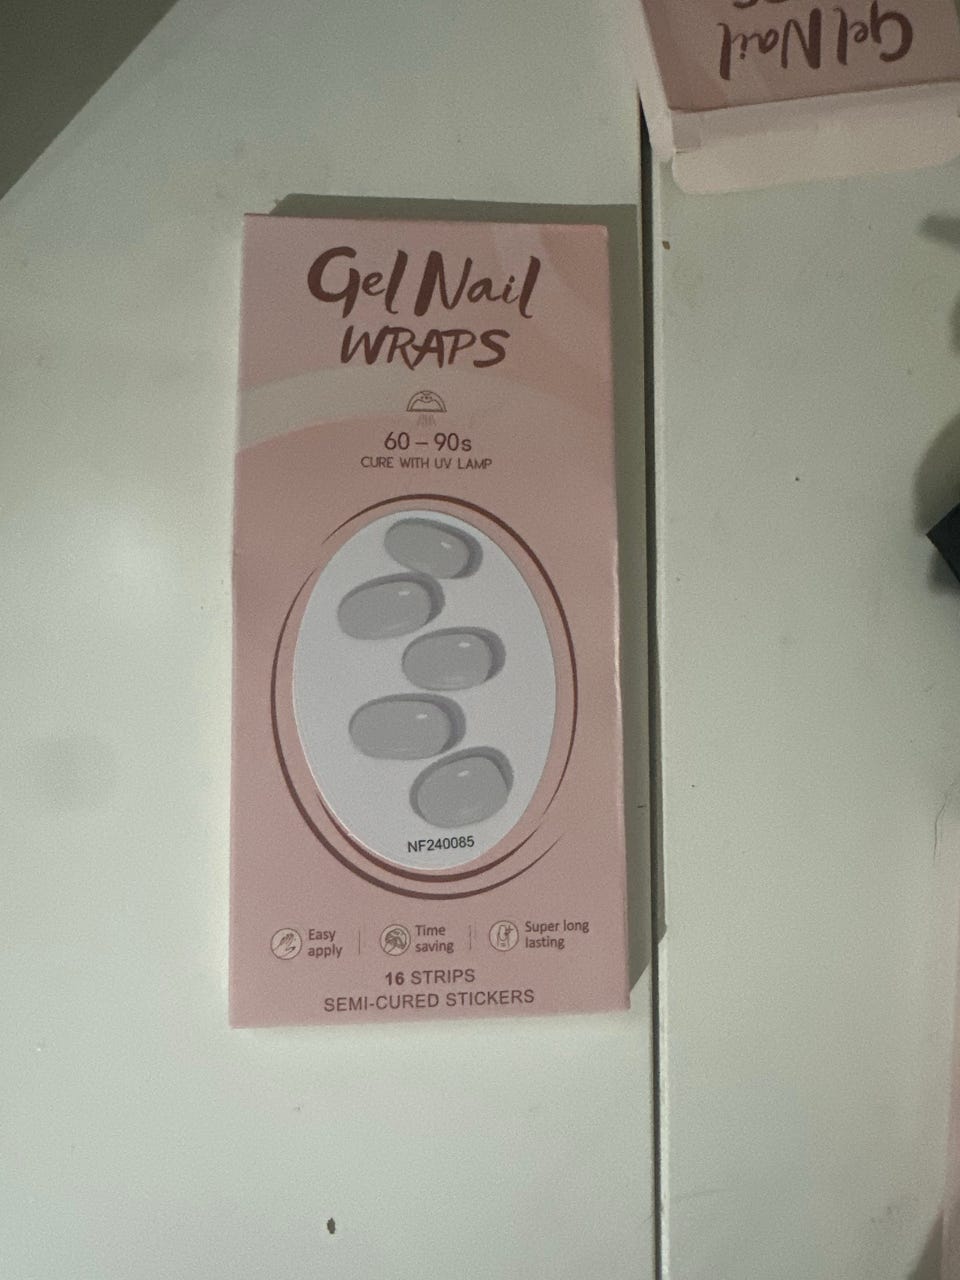 Gel Nail
Gel Nail
WRAPS
60 – 90s
CURE WITH UV LAMP
NF240085
Easy apply
Time saving
Super long lasting
16 STRIPS
SEMI-CURED STICKERS